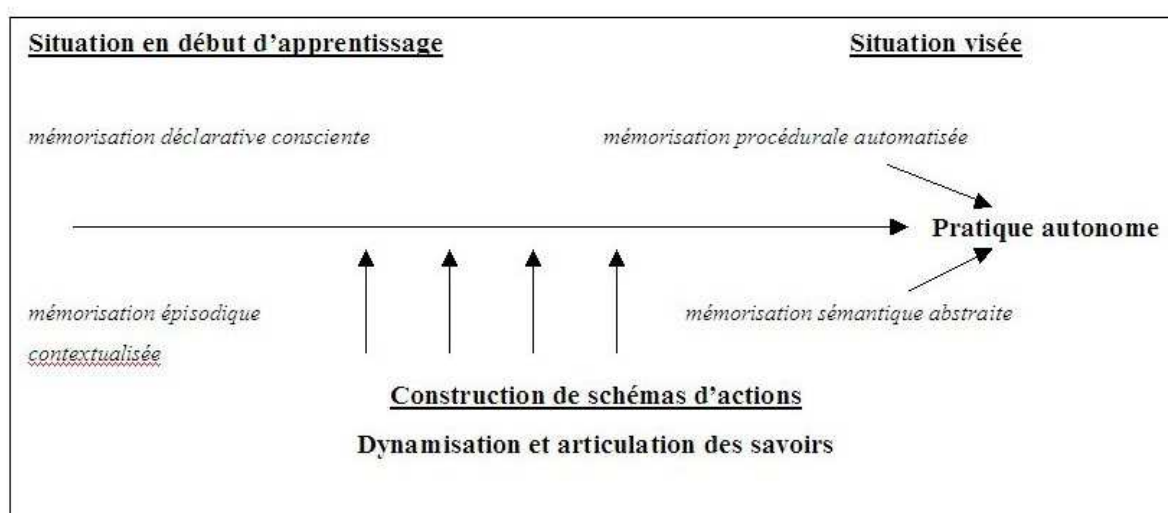 Situation en début d’apprentissage
Situation visée
mémorisation déclarative consciente
mémorisation procédurale automatisée
Pratique autonome
mémorisation épisodique
contextualisée
mémorisation sémantique abstraite
Construction de schémas d’actions
Dynamisation et articulation des savoirs